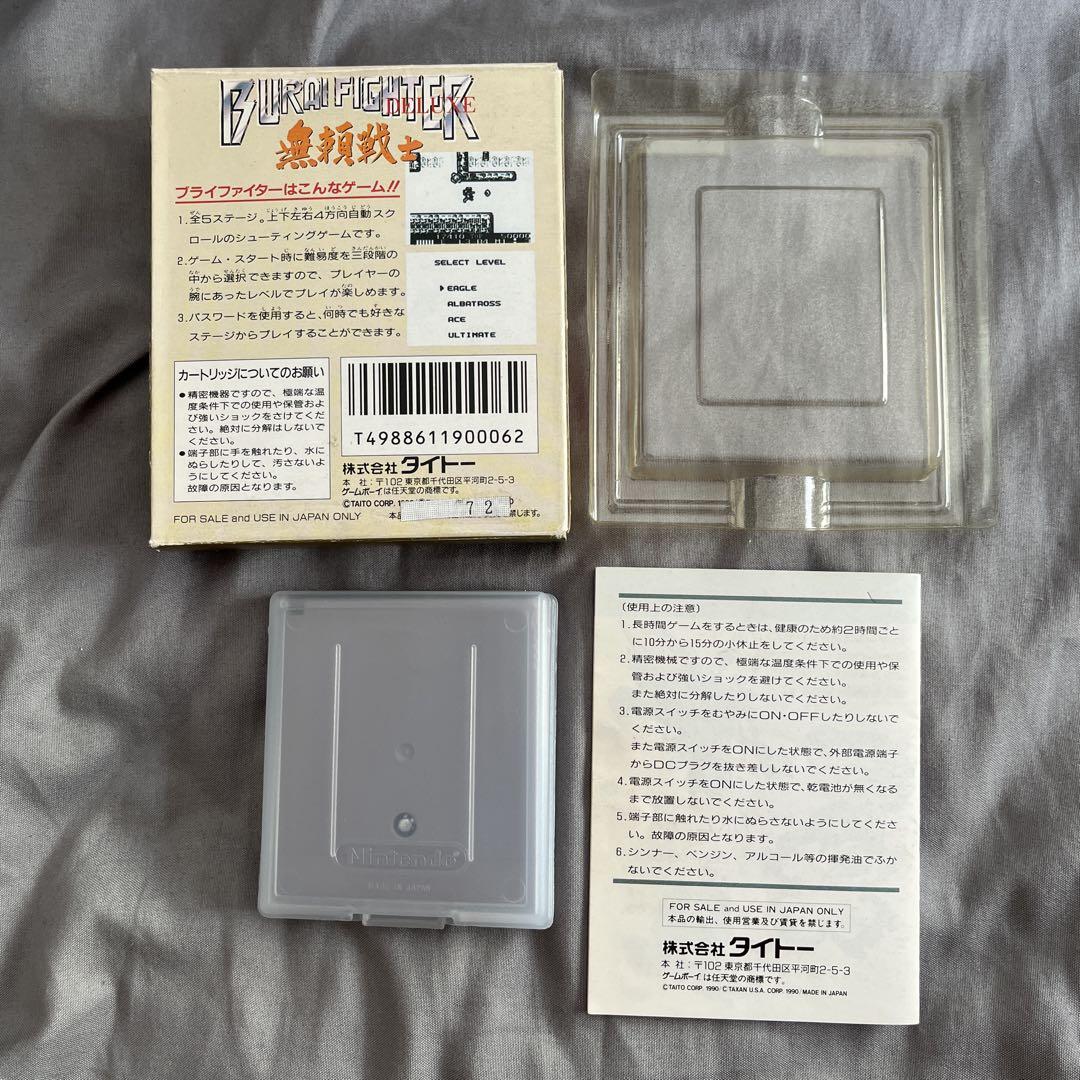 BURAI FIGHTER
DELUXE
無頼戦士
ブライファイターはこんなゲーム!!
1.全5ステージ。上下左右4方向自動スク
ロールのシューティングゲームです。
2.ゲーム・スタート時に難易度を三段階の
中から選択できますので、プレイヤーの
腕にあったレベルでプレイが楽しめます。
3.パスワードを使用すると、何時でも好きな
ステージからプレイすることができます。
17410 TOP 50000
SELECT LEVEL
EAGLE
ALBATROSS
ACE
ULTIMATE
カートリッジについてのお願い
●精密機器ですので、極端な温
度条件下での使用や保管およ
び強いショックをさけてくだ
さい。絶対に分解はしないで
ください。
●端子部に手を触れたり、水に
ぬらしたりして、汚さないよ
うにしてください。
故障の原因となります。
T4988611900062
株式会社タイトー
本 社：〒102 東京都千代田区平河町2-5-3
ゲームボーイは任天堂の商標です。
©TAITO CORP. 1990/
FOR SALE and USE IN JAPAN ONLY
72
禁じます。
Nintendo
MADE IN JAPAN
(使用上の注意)
1.長時間ゲームをするときは、健康のため約2時間ごと
に10分から15分の小休止をしてください。
2.精密機械ですので、極端な温度条件下での使用や保
管および強いショックを避けてください。
また絶対に分解したりしないでください。
3.電源スイッチをむやみにON・OFFしたりしないで
ください。
また電源スイッチをONにした状態で、外部電源端子
からDCプラグを抜き差ししないでください。
4.電源スイッチをONにした状態で、乾電池が無くなる
まで放置しないでください。
5.端子部に触れたり水にぬらさないようにしてくださ
い。故障の原因となります。
6.シンナー、ベンジン、アルコール等の揮発油でふか
ないでください。
FOR SALE and USE IN JAPAN ONLY
本品の輸出、使用営業及び賃貸を禁じます。
株式会社タイトー
本 社：〒102 東京都千代田区平河町2-5-3
ゲームボーイは任天堂の商標です。
©TAITO CORP. 1990/©TAXAN U.S.A. CORP. 1990/MADE IN JAPAN